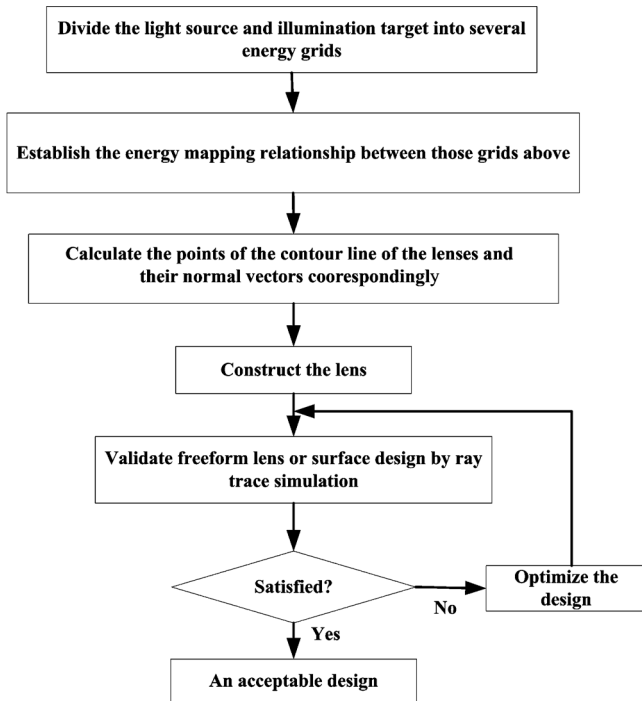 Divide the light source and illumination target into several
energy grids
Establish the energy mapping relationship between those grids above
Calculate the points of the contour line of the lenses and
their normal vectors coorespondingly
Construct the lens
Validate freeform lens or surface design by ray
trace simulation
Satisfied?
No
Optimize the
design
Yes
An acceptable design